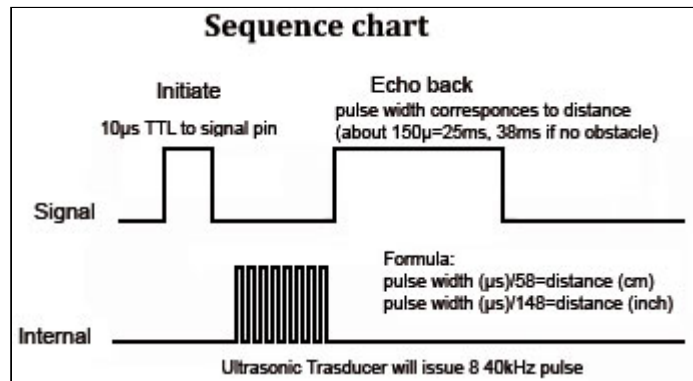 Sequence chart
Initiate
10µs TTL to signal pin
Echo back
pulse width corresponces to distance
(about 150µ=25ms, 38ms if no obstacle)
Signal
Formula:
pulse width (µs)/58=distance (cm)
pulse width (µs)/148=distance (inch)
Internal
Ultrasonic Trasducer will issue 8 40kHz pulse